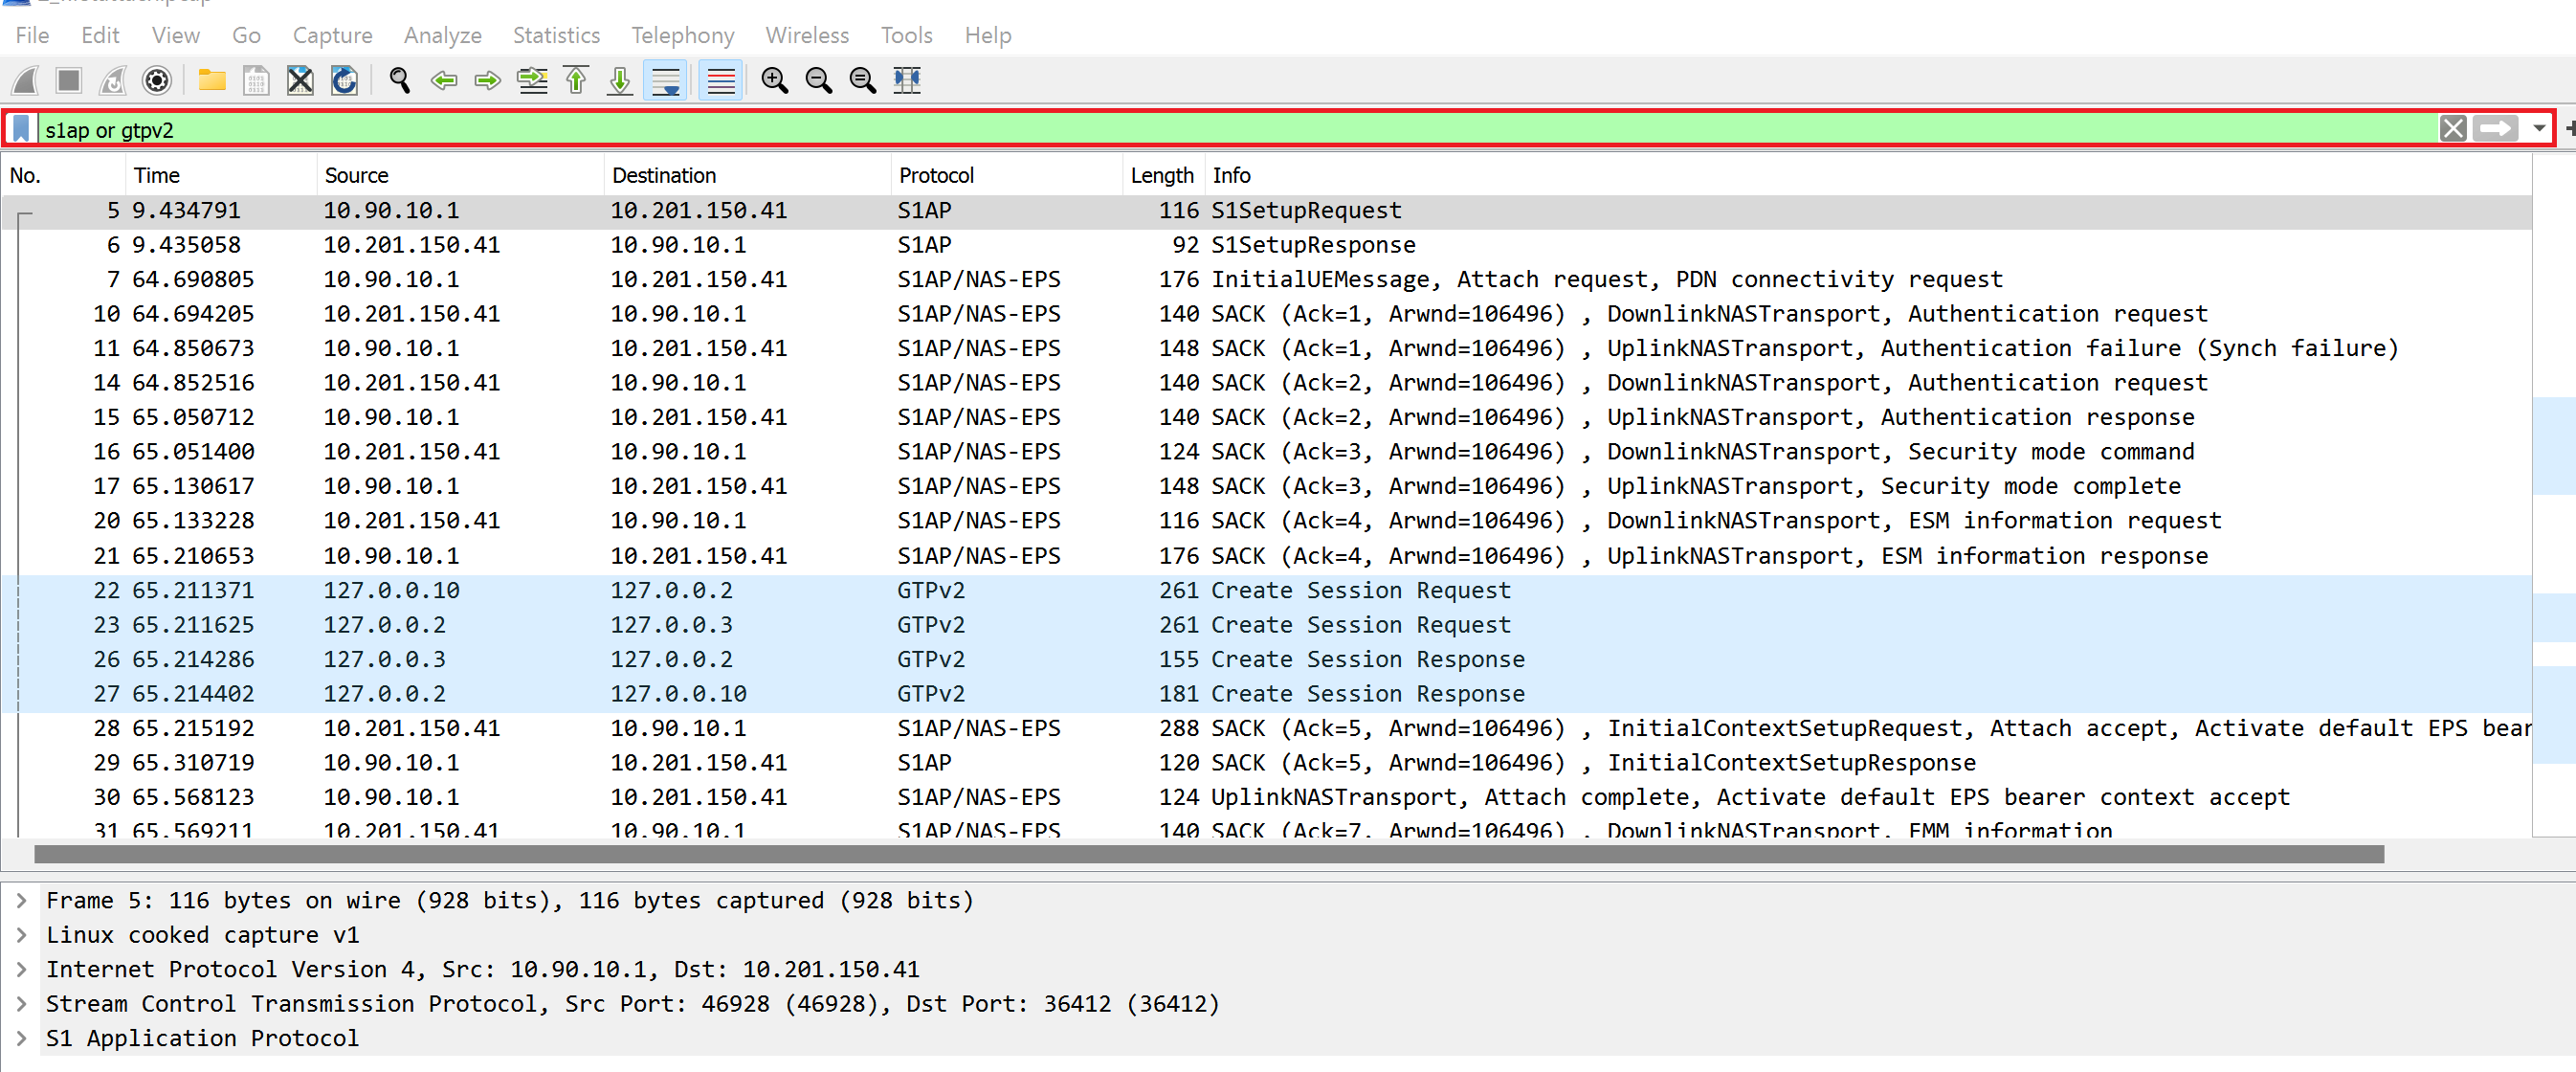 File Edit View Go Capture Analyze Statistics Telephony Wireless Tools Help
s1ap or gtpv2
No. Time Source Destination Protocol Length Info
5 9.434791 10.90.10.1 10.201.150.41 S1AP 116 S1SetupRequest
6 9.435058 10.201.150.41 10.90.10.1 S1AP 92 S1SetupResponse
7 64.690805 10.90.10.1 10.201.150.41 S1AP/NAS-EPS 176 InitialUEMessage, Attach request, PDN connectivity request
10 64.694205 10.201.150.41 10.90.10.1 S1AP/NAS-EPS 140 SACK (Ack=1, Arwnd=106496) , DownlinkNASTransport, Authentication request
11 64.850673 10.90.10.1 10.201.150.41 S1AP/NAS-EPS 148 SACK (Ack=1, Arwnd=106496) , UplinkNASTransport, Authentication failure (Synch failure)
14 64.852516 10.201.150.41 10.90.10.1 S1AP/NAS-EPS 140 SACK (Ack=2, Arwnd=106496) , DownlinkNASTransport, Authentication request
15 65.050712 10.90.10.1 10.201.150.41 S1AP/NAS-EPS 140 SACK (Ack=2, Arwnd=106496) , UplinkNASTransport, Authentication response
16 65.051400 10.201.150.41 10.90.10.1 S1AP/NAS-EPS 124 SACK (Ack=3, Arwnd=106496) , DownlinkNASTransport, Security mode command
17 65.130617 10.90.10.1 10.201.150.41 S1AP/NAS-EPS 148 SACK (Ack=3, Arwnd=106496) , UplinkNASTransport, Security mode complete
20 65.133228 10.201.150.41 10.90.10.1 S1AP/NAS-EPS 116 SACK (Ack=4, Arwnd=106496) , DownlinkNASTransport, ESM information request
21 65.210653 10.90.10.1 10.201.150.41 S1AP/NAS-EPS 176 SACK (Ack=4, Arwnd=106496) , UplinkNASTransport, ESM information response
22 65.211371 127.0.0.10 127.0.0.2 GTPv2 261 Create Session Request
23 65.211625 127.0.0.2 127.0.0.3 GTPv2 261 Create Session Request
26 65.214286 127.0.0.3 127.0.0.2 GTPv2 155 Create Session Response
27 65.214402 127.0.0.2 127.0.0.10 GTPv2 181 Create Session Response
28 65.215192 10.201.150.41 10.90.10.1 S1AP/NAS-EPS 288 SACK (Ack=5, Arwnd=106496) , InitialContextSetupRequest, Attach accept, Activate default EPS bear
29 65.310719 10.90.10.1 10.201.150.41 S1AP 120 SACK (Ack=5, Arwnd=106496) , InitialContextSetupResponse
30 65.568123 10.90.10.1 10.201.150.41 S1AP/NAS-EPS 124 UplinkNASTransport, Attach complete, Activate default EPS bearer context accept
31 65.569211 10.201.150.41 10.90.10.1 S1AP/NAS-EPS 140 SACK (Ack=7, Arwnd=106496) , DownlinkNASTransport, EMM information
Frame 5: 116 bytes on wire (928 bits), 116 bytes captured (928 bits)
Linux cooked capture v1
Internet Protocol Version 4, Src: 10.90.10.1, Dst: 10.201.150.41
Stream Control Transmission Protocol, Src Port: 46928 (46928), Dst Port: 36412 (36412)
S1 Application Protocol